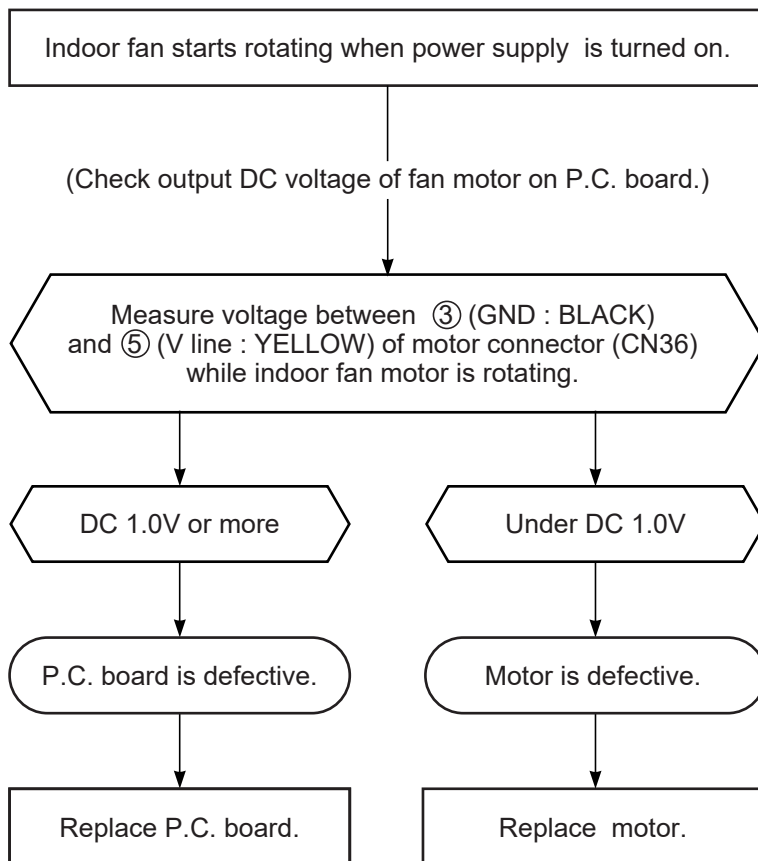 Indoor fan starts rotating when power supply is turned on.
(Check output DC voltage of fan motor on P.C. board.)
Measure voltage between ③ (GND : BLACK)
and ⑤ (V line : YELLOW) of motor connector (CN36)
while indoor fan motor is rotating.
DC 1.0V or more
Under DC 1.0V
P.C. board is defective.
Motor is defective.
Replace P.C. board.
Replace motor.